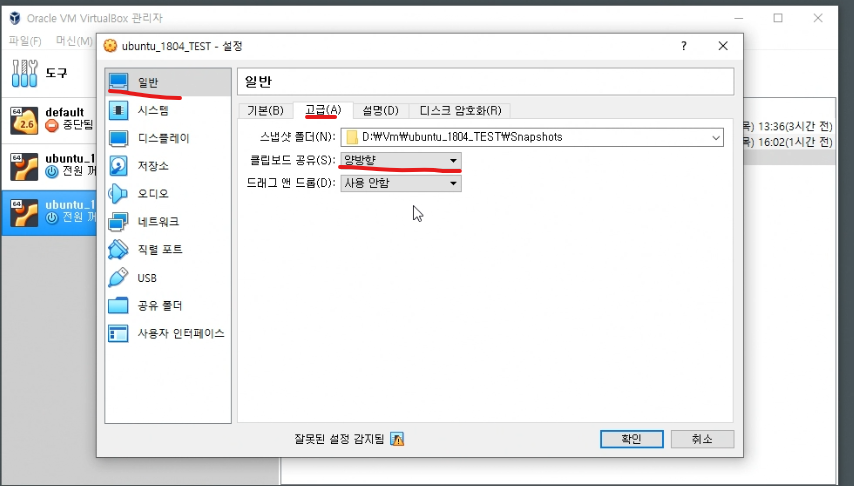 Oracle VM VirtualBox 관리자
파일(F) 머신(M)
ubuntu_1804_TEST - 설정
?
도구
64
2.6
default
중단됨
64
ubuntu_1
전원 꺼
64
ubuntu_1
전원 꺼
일반
시스템
디스플레이
저장소
오디오
네트워크
직렬 포트
USB
공유 폴더
사용자 인터페이스
일반
기본(B) 고급(A) 설명(D) 디스크 암호화(R)
스냅샷 폴더(N): D:₩Vm₩ubuntu_1804_TEST₩Snapshots
클립보드 공유(S): 양방향
드래그 앤 드롭(D): 사용 안함
목) 13:36(3시간 전)
목) 16:02(1시간 전)
잘못된 설정 감지됨
확인 취소